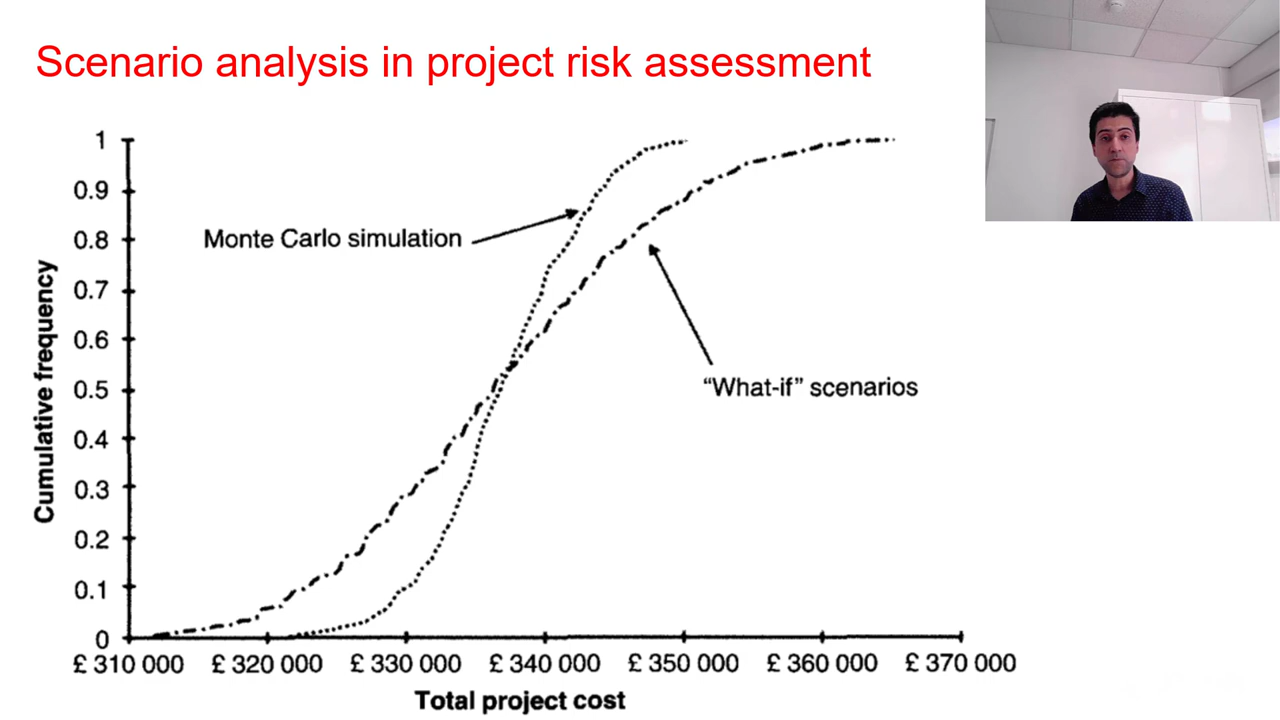 Scenario analysis in project risk assessment
1
0.9
0.8
0.7
0.6
0.5
0.4
0.3
0.2
0.1
0
Cumulative frequency
Monte Carlo simulation
“What-if” scenarios
£ 310 000 £ 320 000 £ 330 000 £ 340 000 £ 350 000 £ 360 000 £ 370 000
Total project cost